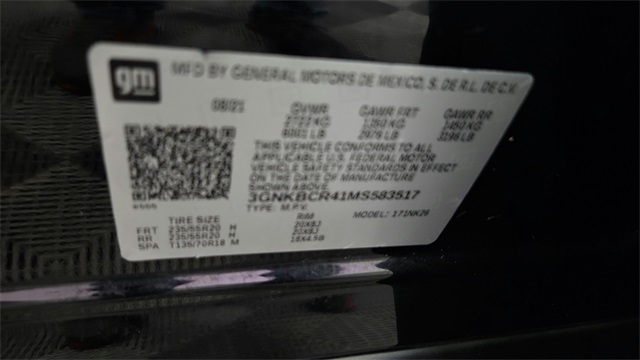 gm
MFD BY GENERAL MOTORS DE MEXICO, S. DE R.L. DE C.V.
08/21 GVWR GAWR FRT GAWR RR
2722 KG 1350 KG 1450 KG
6001 LB 2976 LB 3196 LB
THIS VEHICLE CONFORMS TO ALL
APPLICABLE U.S. FEDERAL MOTOR
VEHICLE SAFETY STANDARDS IN EFFECT
ON THE DATE OF MANUFACTURE
SHOWN ABOVE.
3GNKBCR41MS583517
TYPE: M.P.V. MODEL: 171NK26
TIRE SIZE RIM
FRT 235/55R20 H 20X8J
RR 235/55R20 H 20X8J
SPA T135/70R18 M 18X4.5B